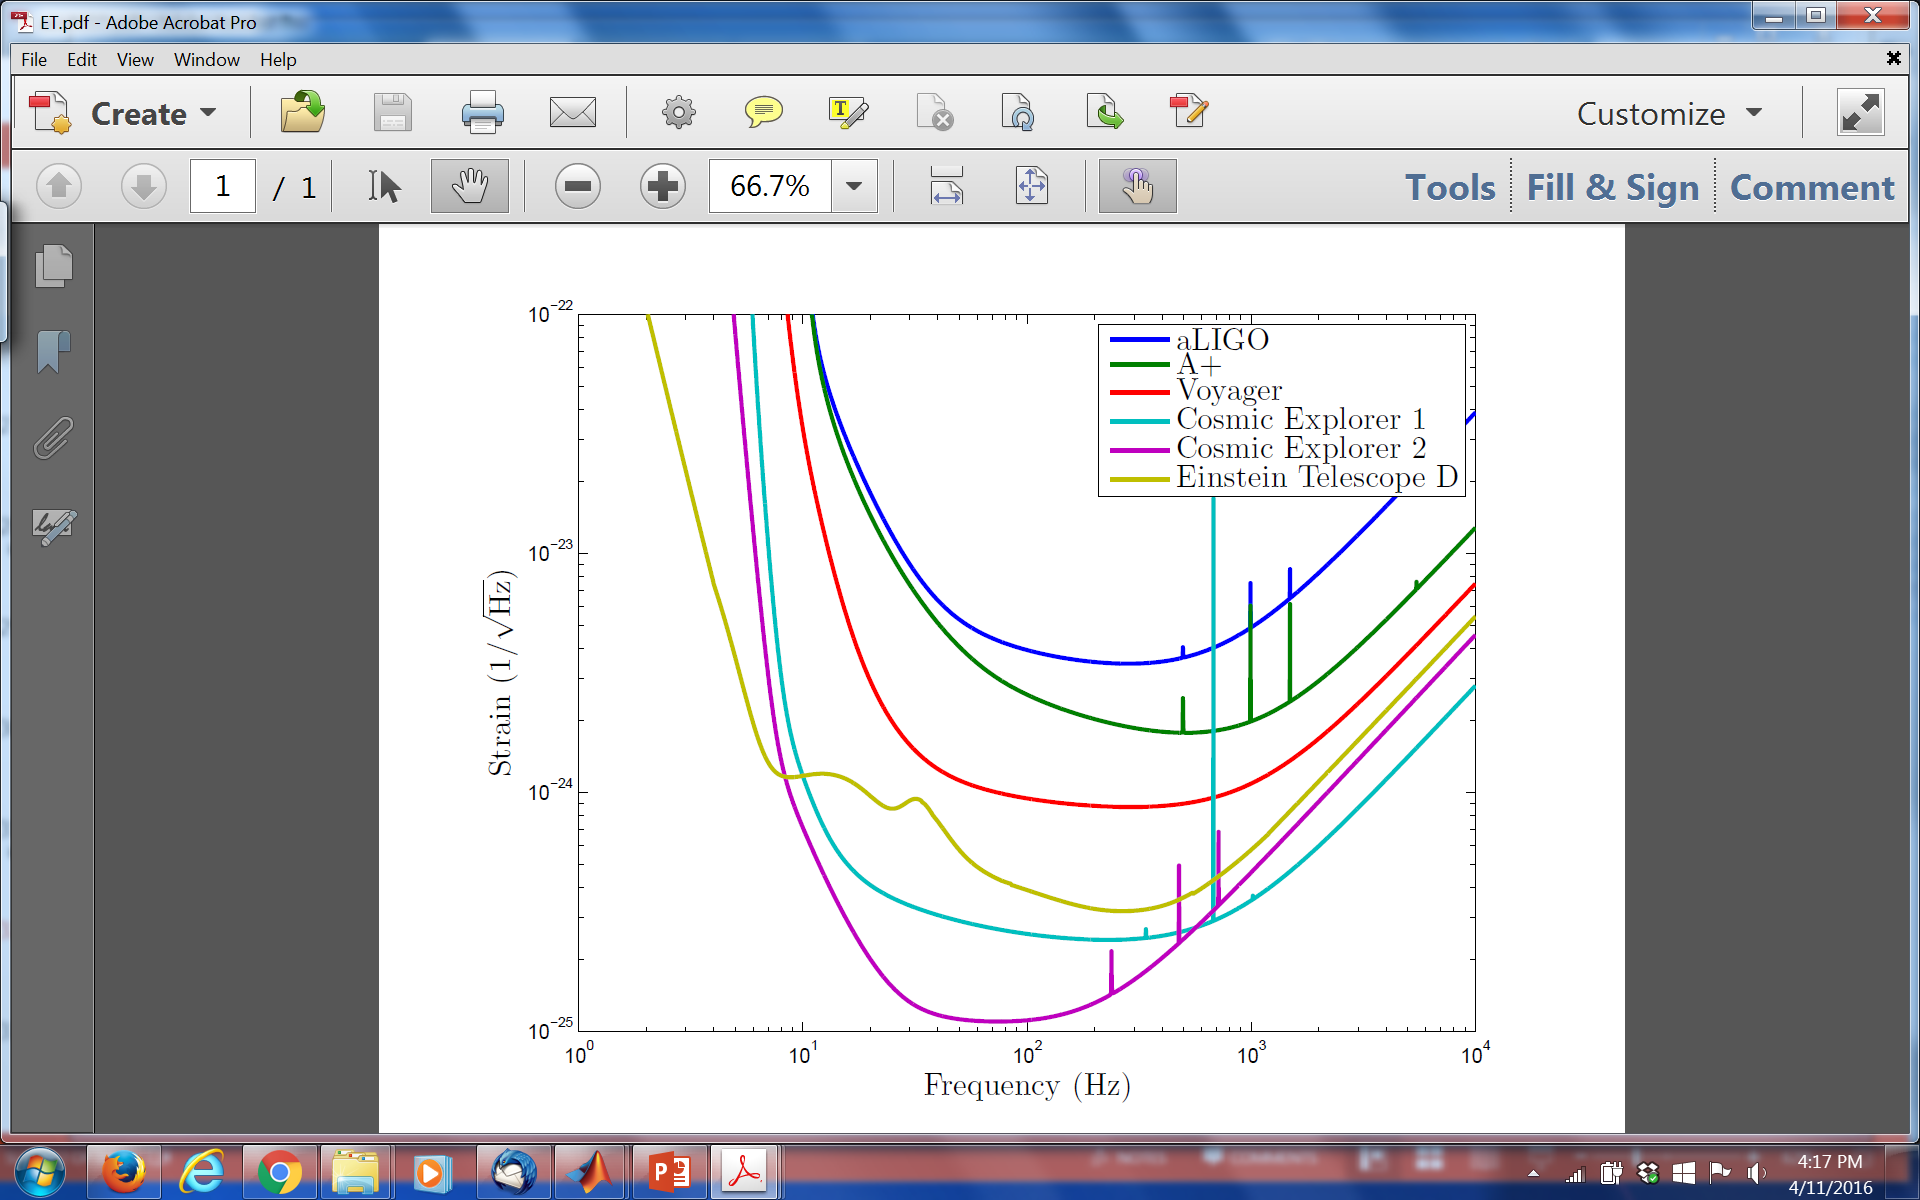 ET.pdf - Adobe Acrobat Pro
File Edit View Window Help
Create
Customize
1 / 1
66.7%
Tools Fill & Sign Comment
10^-22
aLIGO
A+
Voyager
Cosmic Explorer 1
Cosmic Explorer 2
Einstein Telescope D
10^-23
Strain (1/√Hz)
10^-24
10^-25
10^0 10^1 10^2 10^3 10^4
Frequency (Hz)
4:17 PM
4/11/2016